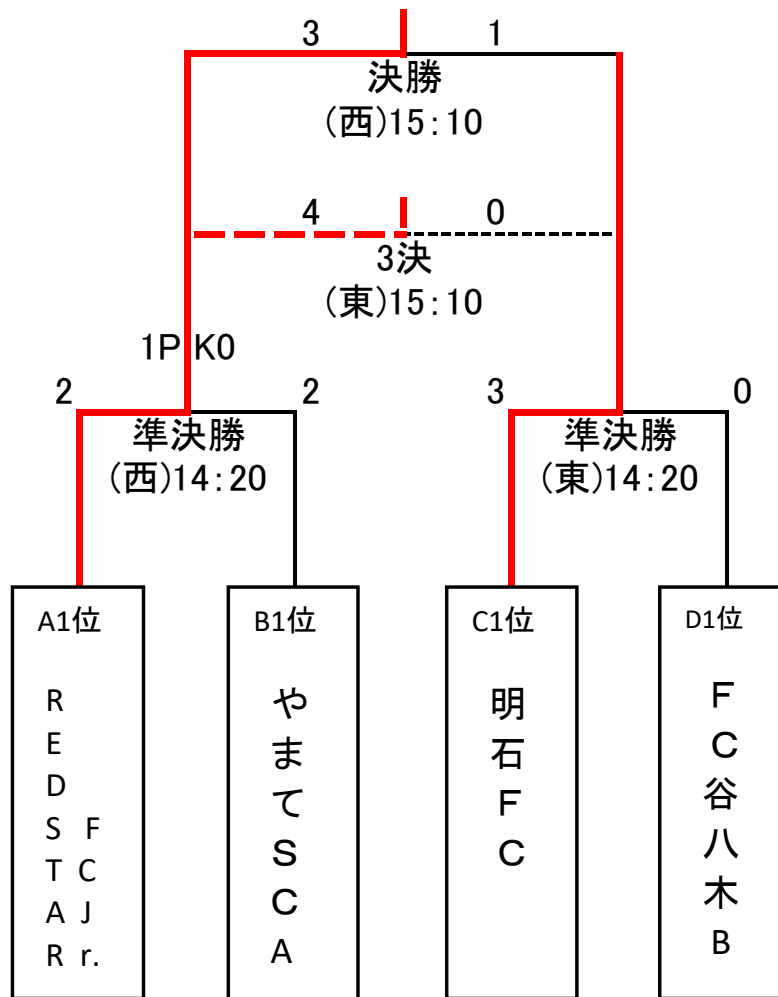 3 1
決勝
(西)15:10
4 0
3決
(東)15:10
1PK0
2 2 3 0
準決勝 準決勝
(西)14:20 (東)14:20
A1位 B1位 C1位 D1位
REDSTAR
FCJr.
やまてSCA
明石FC
FC谷八木B